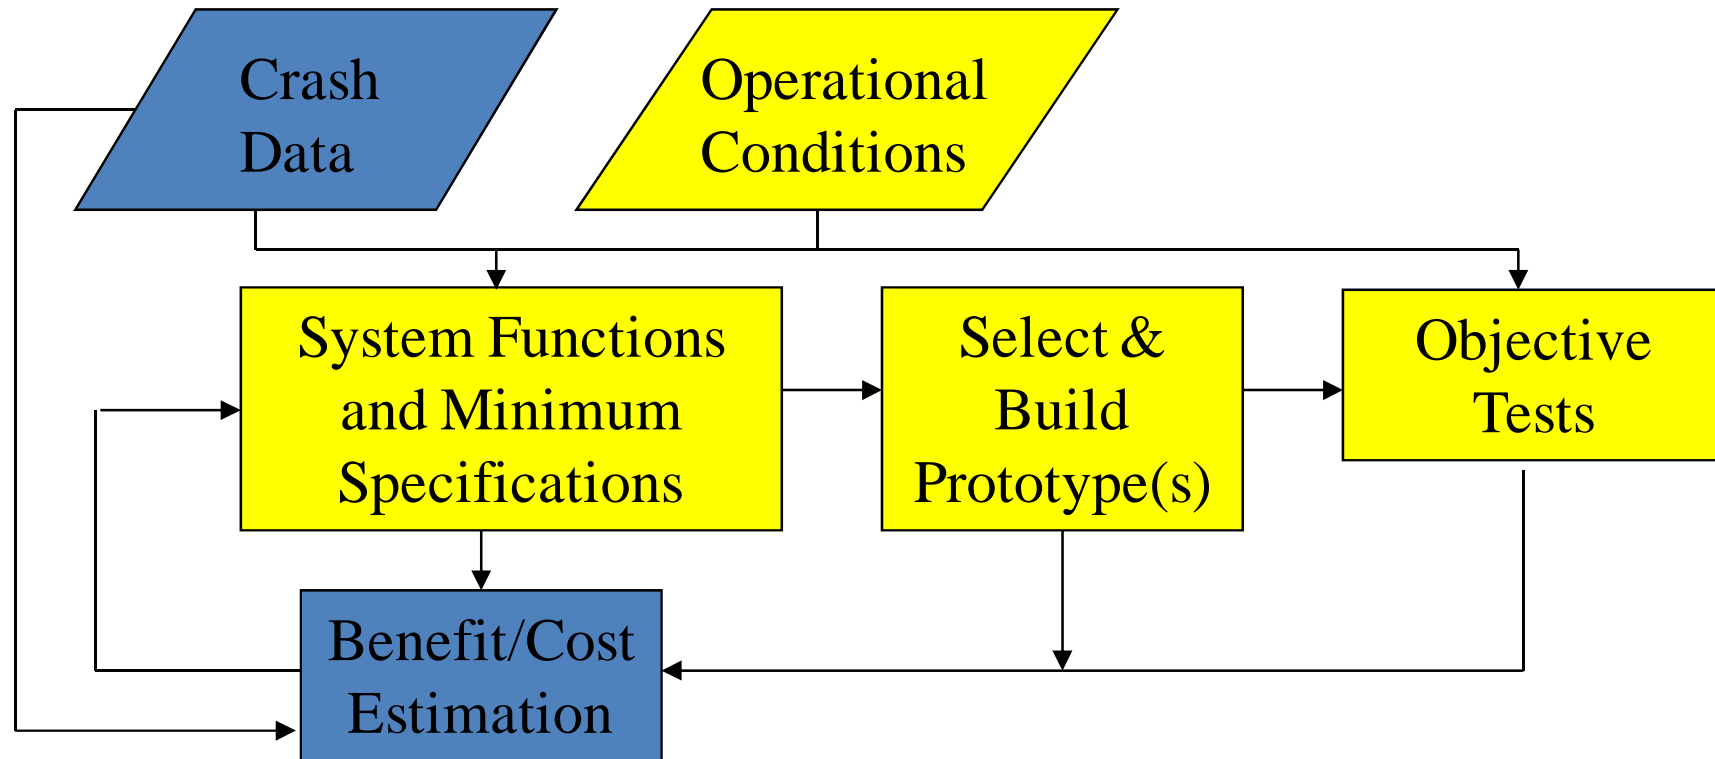 Crash
Data
Operational
Conditions
System Functions
and Minimum
Specifications
Select &
Build
Prototype(s)
Objective
Tests
Benefit/Cost
Estimation